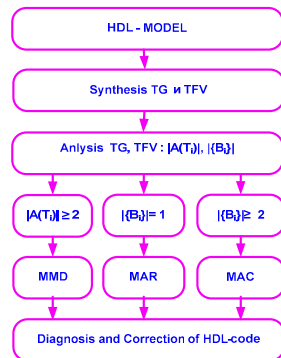 HDL - MODEL
Synthesis TG и TFV
Anlysis TG, TFV : |A(Tᵢ)|, |{Bᵢ}|
|A(Tᵢ)| ≥ 2 |{Bᵢ}|= 1 |{Bᵢ}|≥ 2
MMD MAR MAC
Diagnosis and Correction of HDL-code